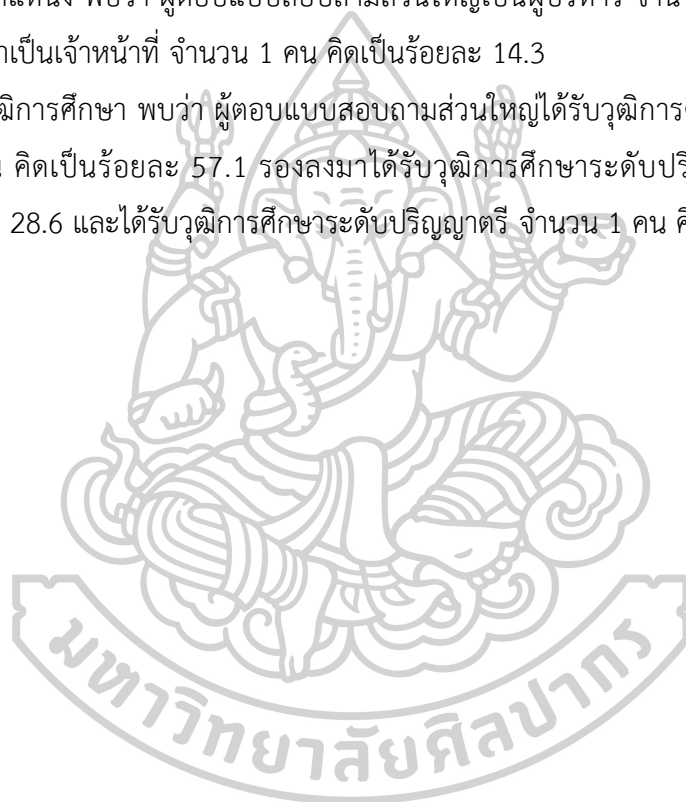 พบว่า ผู้ตอบแบบสอบถามส่วนใหญ่เป็นผู้บริหาร
เป็นเจ้าหน้าที่ จำนวน 1 คน คิดเป็นร้อยละ 14.3
การศึกษา พบว่า ผู้ตอบแบบสอบถามส่วนใหญ่ได้รับวุฒิการ
คิดเป็นร้อยละ 57.1 รองลงมาได้รับวุฒิการศึกษาระดับปริ
28.6 และได้รับวุฒิการศึกษาระดับปริญญาตรี จำนวน 1 คน
มหาวิทยาลัยศิลปากร